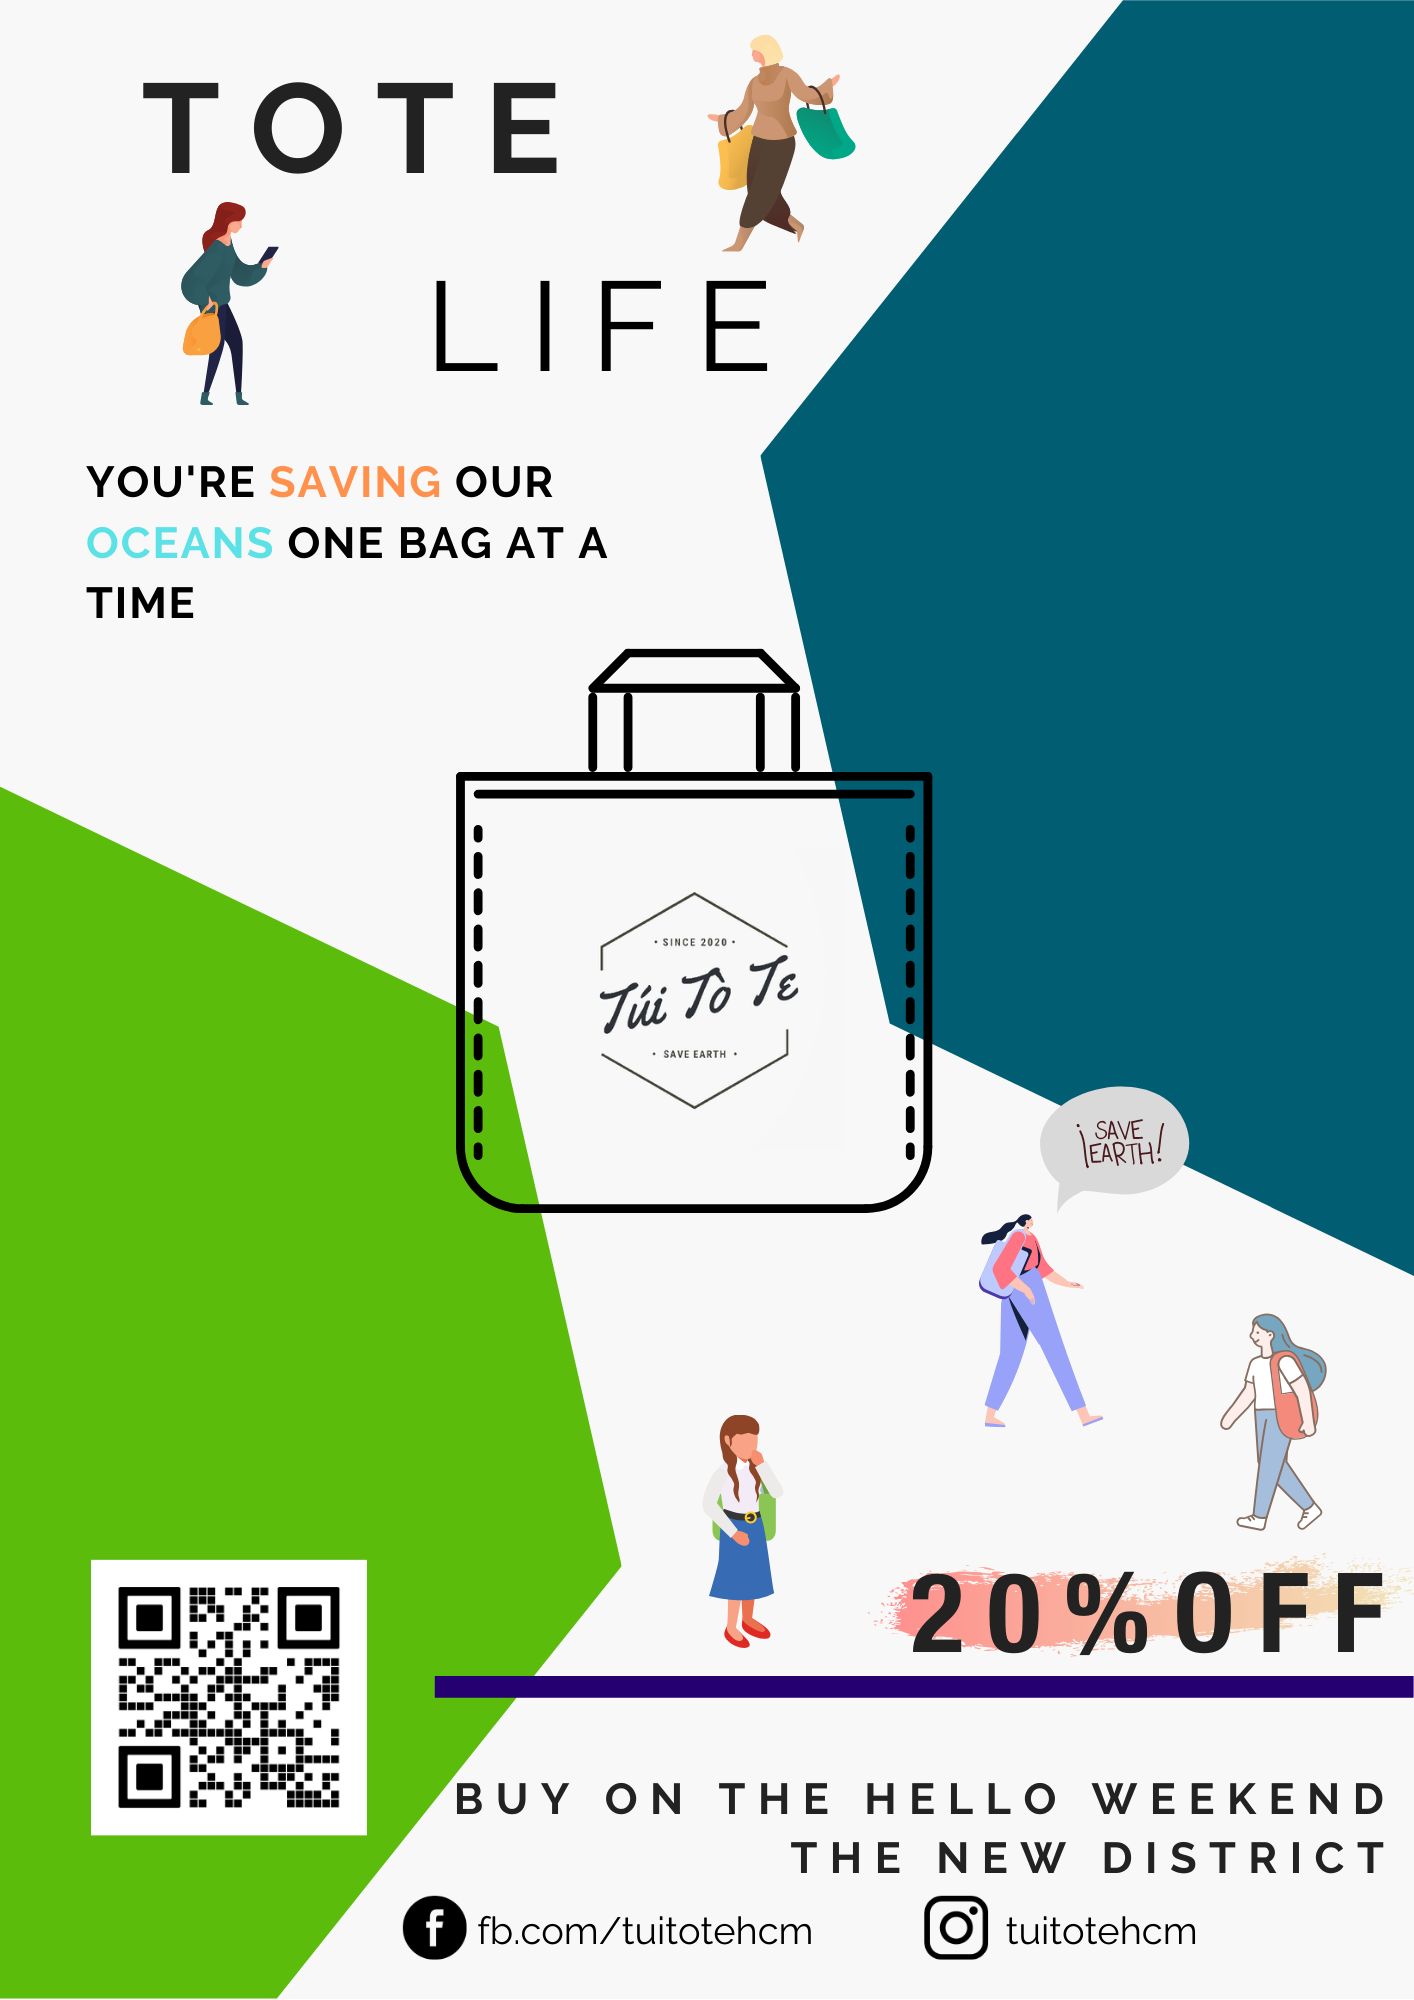 TOTE
LIFE
YOU'RE SAVING OUR
OCEANS ONE BAG AT A
TIME
• SINCE 2020 •
Túi Tò Te
• SAVE EARTH •
¡SAVE
EARTH!
20%OFF
BUY ON THE HELLO WEEKEND
THE NEW DISTRICT
fb.com/tuitotehcm
tuitotehcm